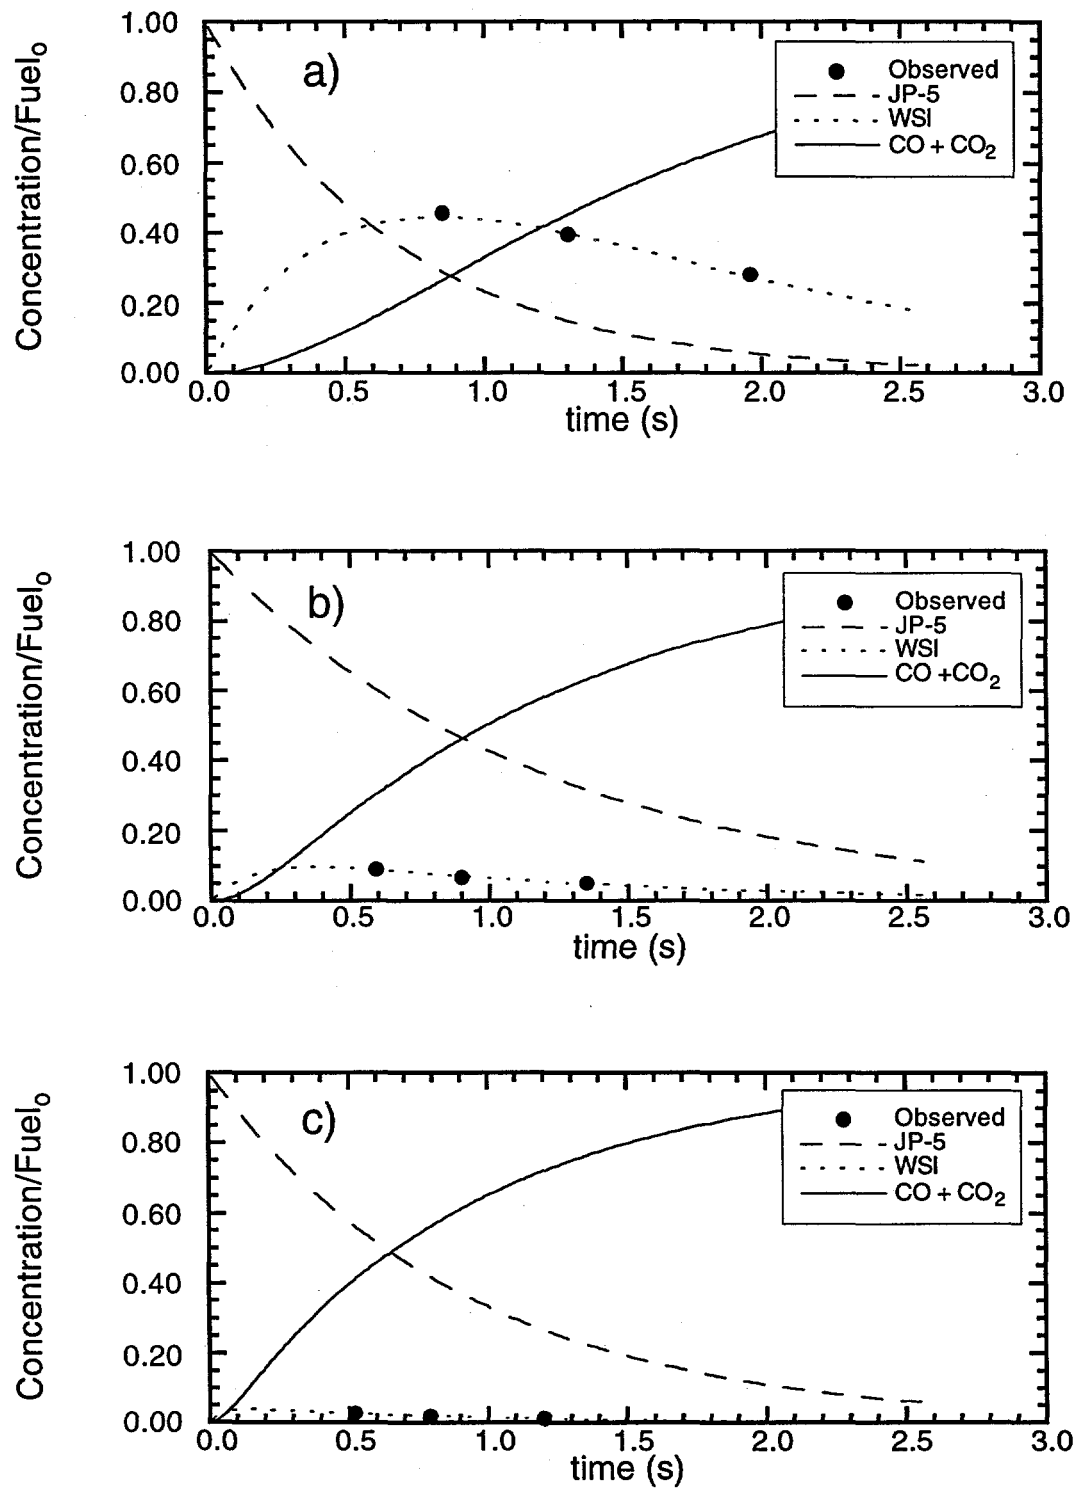 a)
Concentration/Fuelₒ
1.00
0.80
0.60
0.40
0.20
0.00
Observed
JP-5
WSI
CO + CO₂
0.0 0.5 1.0 1.5 2.0 2.5 3.0
time (s)
b)
Concentration/Fuelₒ
1.00
0.80
0.60
0.40
0.20
0.00
Observed
JP-5
WSI
CO +CO₂
0.0 0.5 1.0 1.5 2.0 2.5 3.0
time (s)
c)
Concentration/Fuelₒ
1.00
0.80
0.60
0.40
0.20
0.00
Observed
JP-5
WSI
CO + CO₂
0.0 0.5 1.0 1.5 2.0 2.5 3.0
time (s)